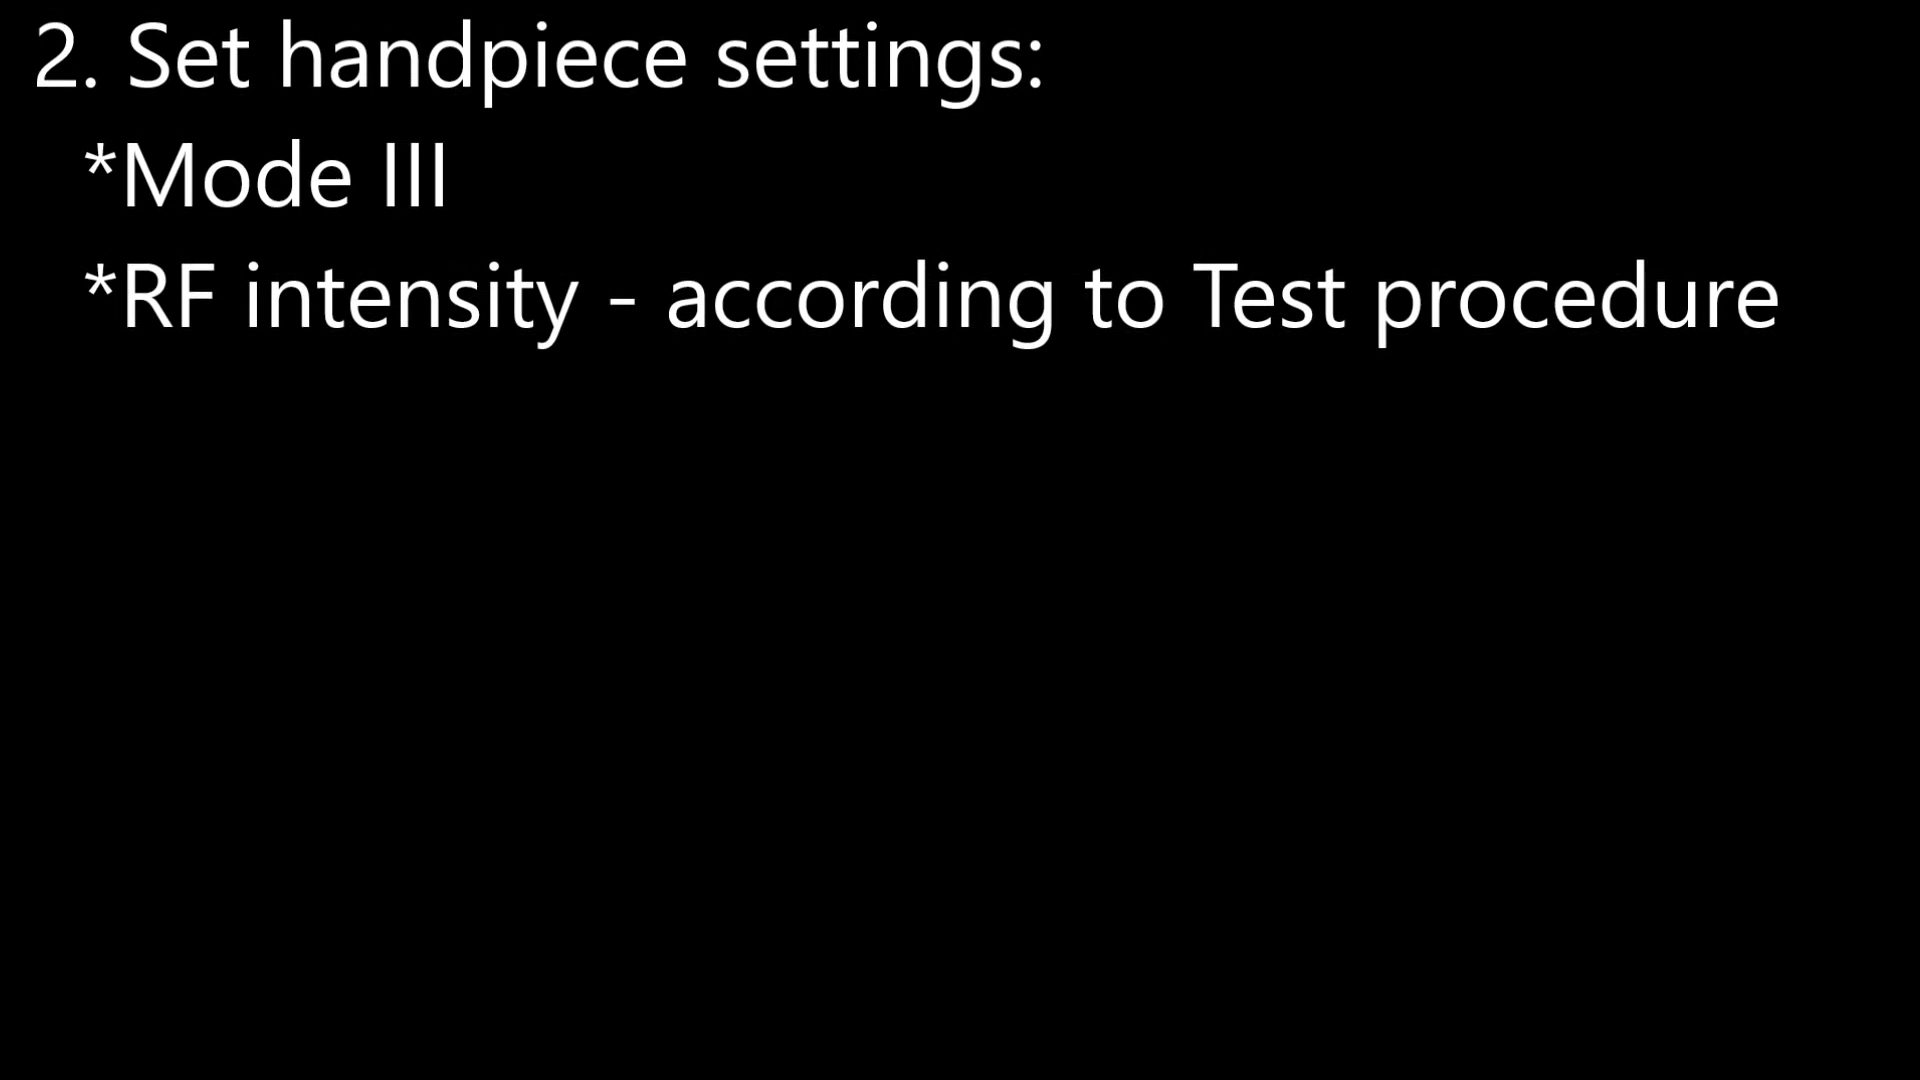 2. Set handpiece settings:
*Mode III
*RF intensity - according to Test procedure